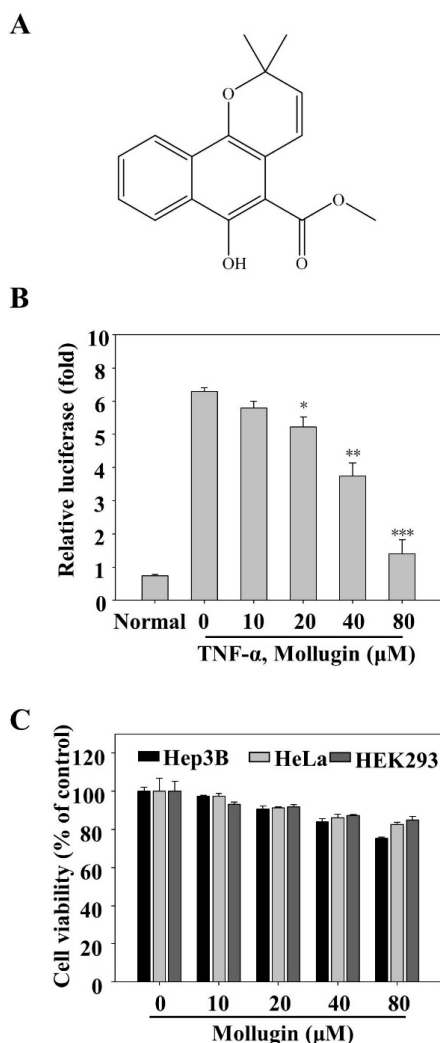 A
O
O
OH
O
B
Relative luciferase (fold)
10
8
6
4
3
2
1
0
*
**
***
Normal 0 10 20 40 80
TNF-α, Mollugin (μM)
C
Cell viability (% of control)
120
100
80
60
40
20
0
Hep3B HeLa HEK293
0 10 20 40 80
Mollugin (μM)